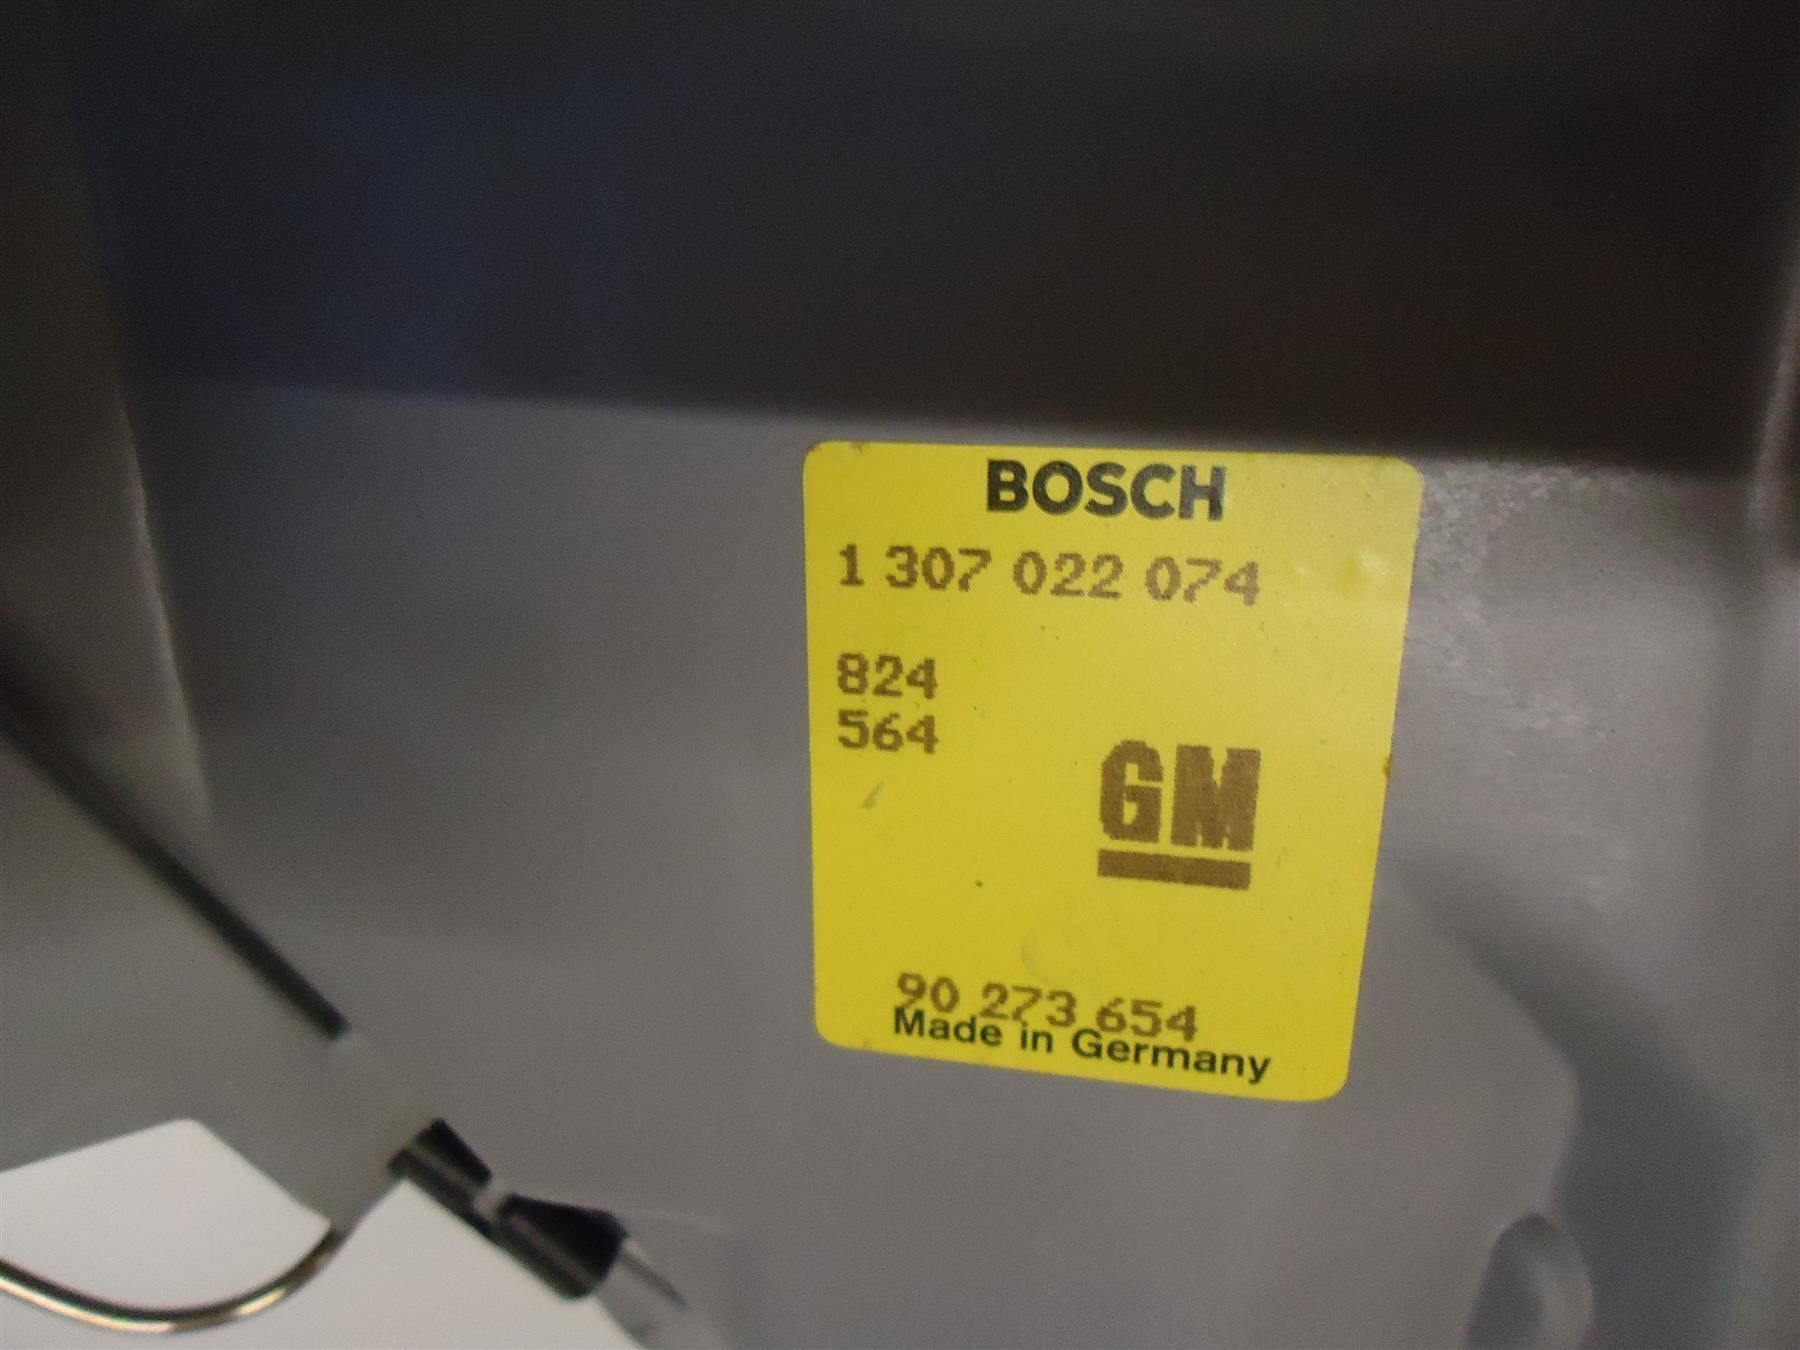 BOSCH
1 307 022 074
824
564
GM
90 273 654
Made in Germany